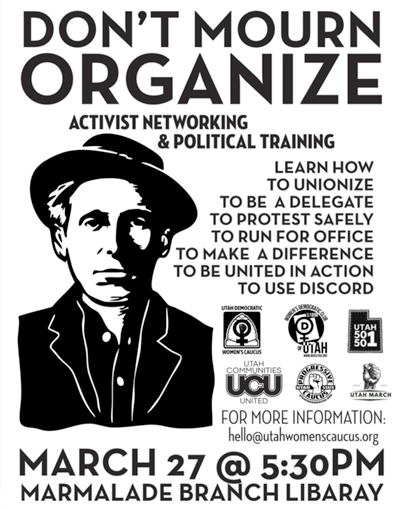 DON'T MOURN
ORGANIZE
ACTIVIST NETWORKING
& POLITICAL TRAINING
LEARN HOW
TO UNIONIZE
TO BE A DELEGATE
TO PROTEST SAFELY
TO RUN FOR OFFICE
TO MAKE A DIFFERENCE
TO BE UNITED IN ACTION
TO USE DISCORD
UTAH DEMOCRATIC
WOMEN'S CAUCUS
WOMEN'S DEMOCRATIC CLUB
D
OF UTAH
UTAH
50
501
UTAH
COMMUNITIES
UCU
UNITED
PROGRESSIVE
UTAH
CAUCUS
UTAH MARCH
FOR MORE INFORMATION:
hello@utahwomenscaucus.org
MARCH 27 @ 5:30PM
MARMALADE BRANCH LIBARAY